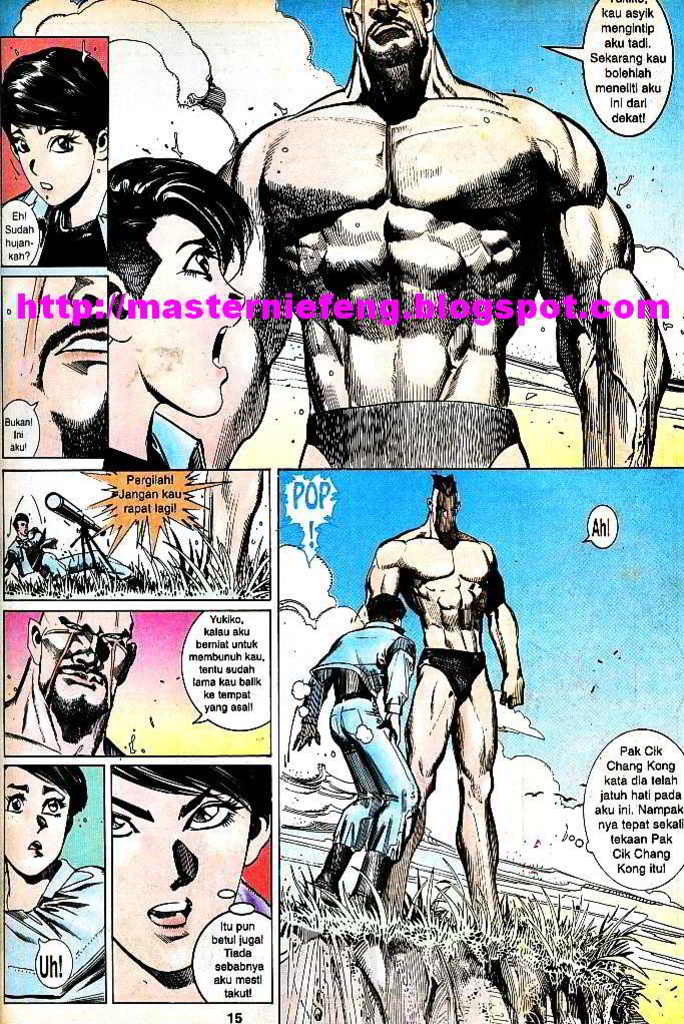 Yukiko,
kau asyik
mengintip
aku tadi.
Sekarang kau
bolehlah
meneliti aku
ini dari
dekat!
Eh!
Sudah
hujan-
kah?
http://masterniefeng.blogspot.com
Bukan!
Ini
aku!
Pergilah!
Jangan kau
rapat lagi!
POP
!
Ah!
Yukiko,
kalau aku
berniat untuk
membunuh kau,
tentu sudah
lama kau balik
ke tempat
yang asal!
Pak Cik
Chang Kong
kata dia telah
jatuh hati pada
aku ini. Nampak
nya tepat sekali
tekaan Pak
Cik Chang
Kong itu!
Uh!
Itu pun
betul juga!
Tiada
sebabnya
aku mesti
takut!
15